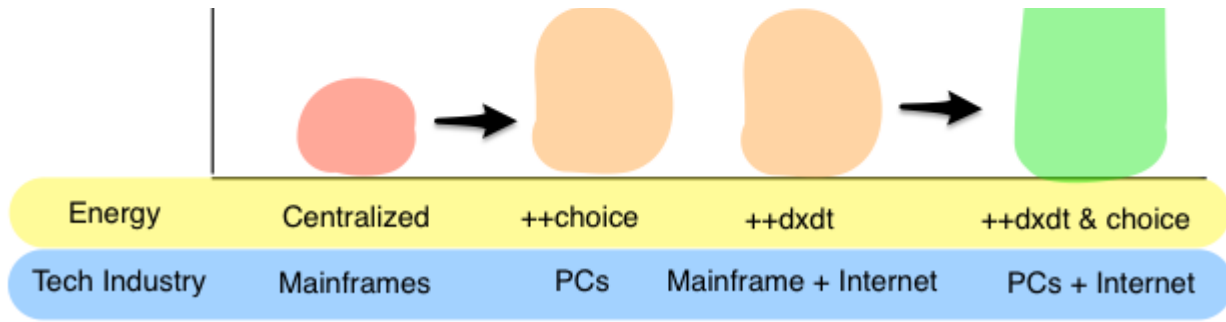 Energy Centralized ++choice ++dxdt ++dxdt & choice
Tech Industry Mainframes PCs Mainframe + Internet PCs + Internet